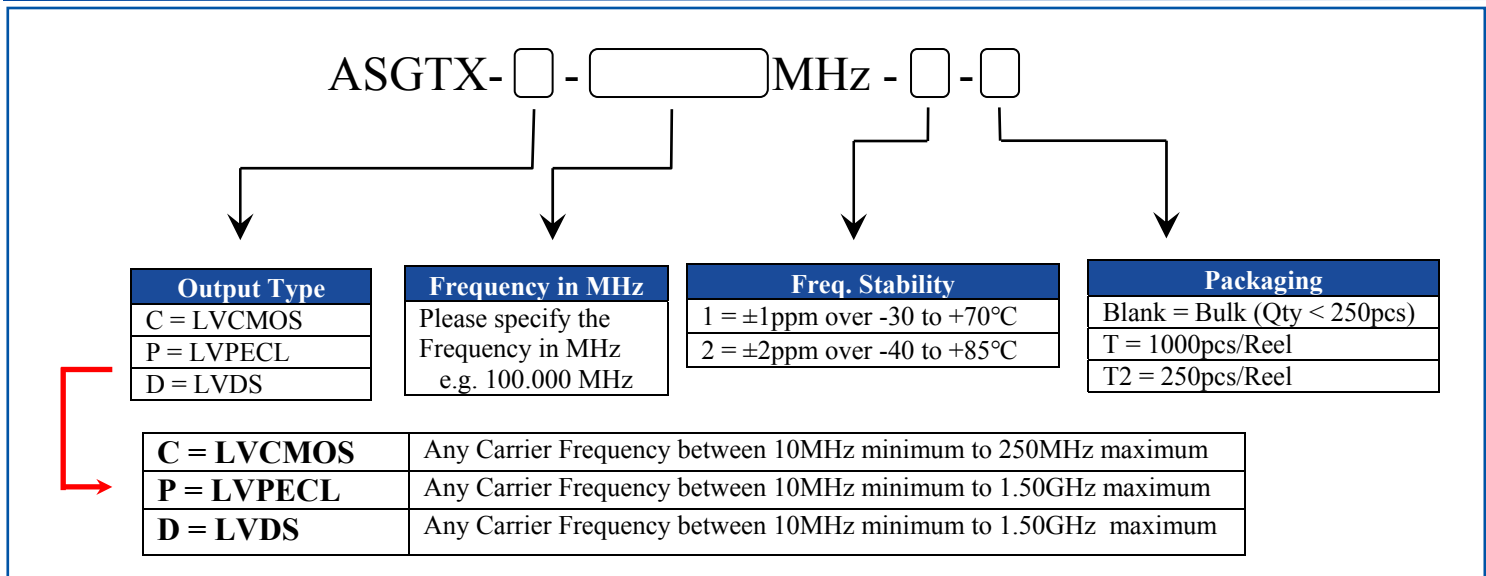 ASGTX- - MHz - -
Output Type
C = LVCMOS
P = LVPECL
D = LVDS
Frequency in MHz
Please specify the
Frequency in MHz
e.g. 100.000 MHz
Freq. Stability
1 = ±1ppm over -30 to +70℃
2 = ±2ppm over -40 to +85℃
Packaging
Blank = Bulk (Qty < 250pcs)
T = 1000pcs/Reel
T2 = 250pcs/Reel
C = LVCMOS Any Carrier Frequency between 10MHz minimum to 250MHz maximum
P = LVPECL Any Carrier Frequency between 10MHz minimum to 1.50GHz maximum
D = LVDS Any Carrier Frequency between 10MHz minimum to 1.50GHz maximum